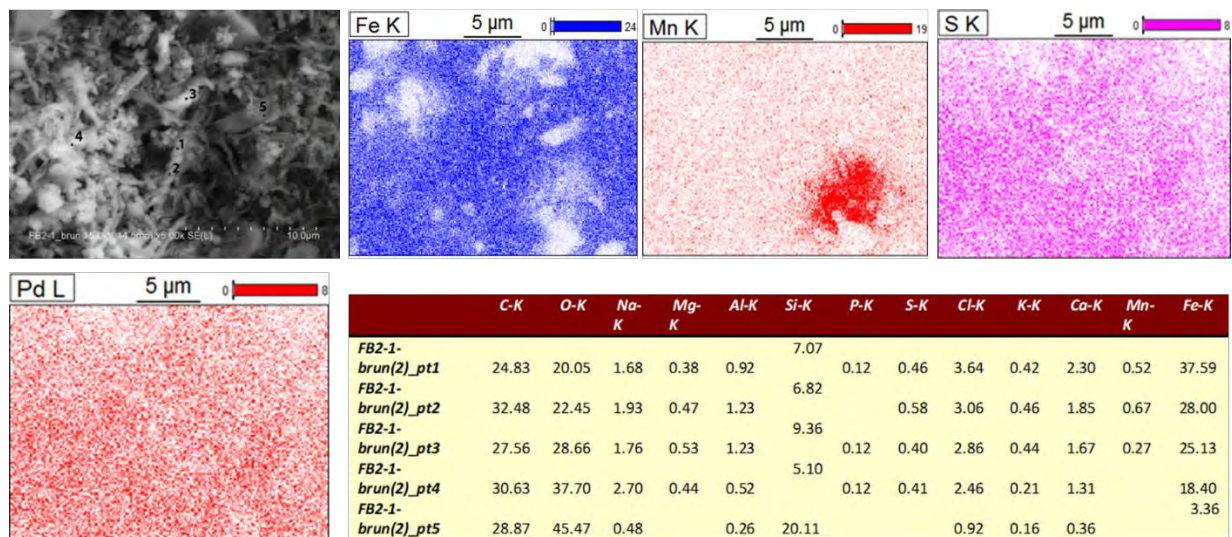 3
5
4
1
2
10.0µm
Fe K
5 µm
0
24
Mn K
5 µm
0
19
S K
5 µm
0
8
Pd L
5 µm
0
8
C-K O-K Na- Mg- Al-K Si-K P-K S-K Cl-K K-K Ca-K Mn- Fe-K
K K K
FB2-1- 7.07
brun(2)_pt1 24.83 20.05 1.68 0.38 0.92 0.12 0.46 3.64 0.42 2.30 0.52 37.59
FB2-1- 6.82
brun(2)_pt2 32.48 22.45 1.93 0.47 1.23 0.58 3.06 0.46 1.85 0.67 28.00
FB2-1- 9.36
brun(2)_pt3 27.56 28.66 1.76 0.53 1.23 0.12 0.40 2.86 0.44 1.67 0.27 25.13
FB2-1- 5.10
brun(2)_pt4 30.63 37.70 2.70 0.44 0.52 0.12 0.41 2.46 0.21 1.31 18.40
FB2-1- 3.36
brun(2)_pt5 28.87 45.47 0.48 0.26 20.11 0.92 0.16 0.36